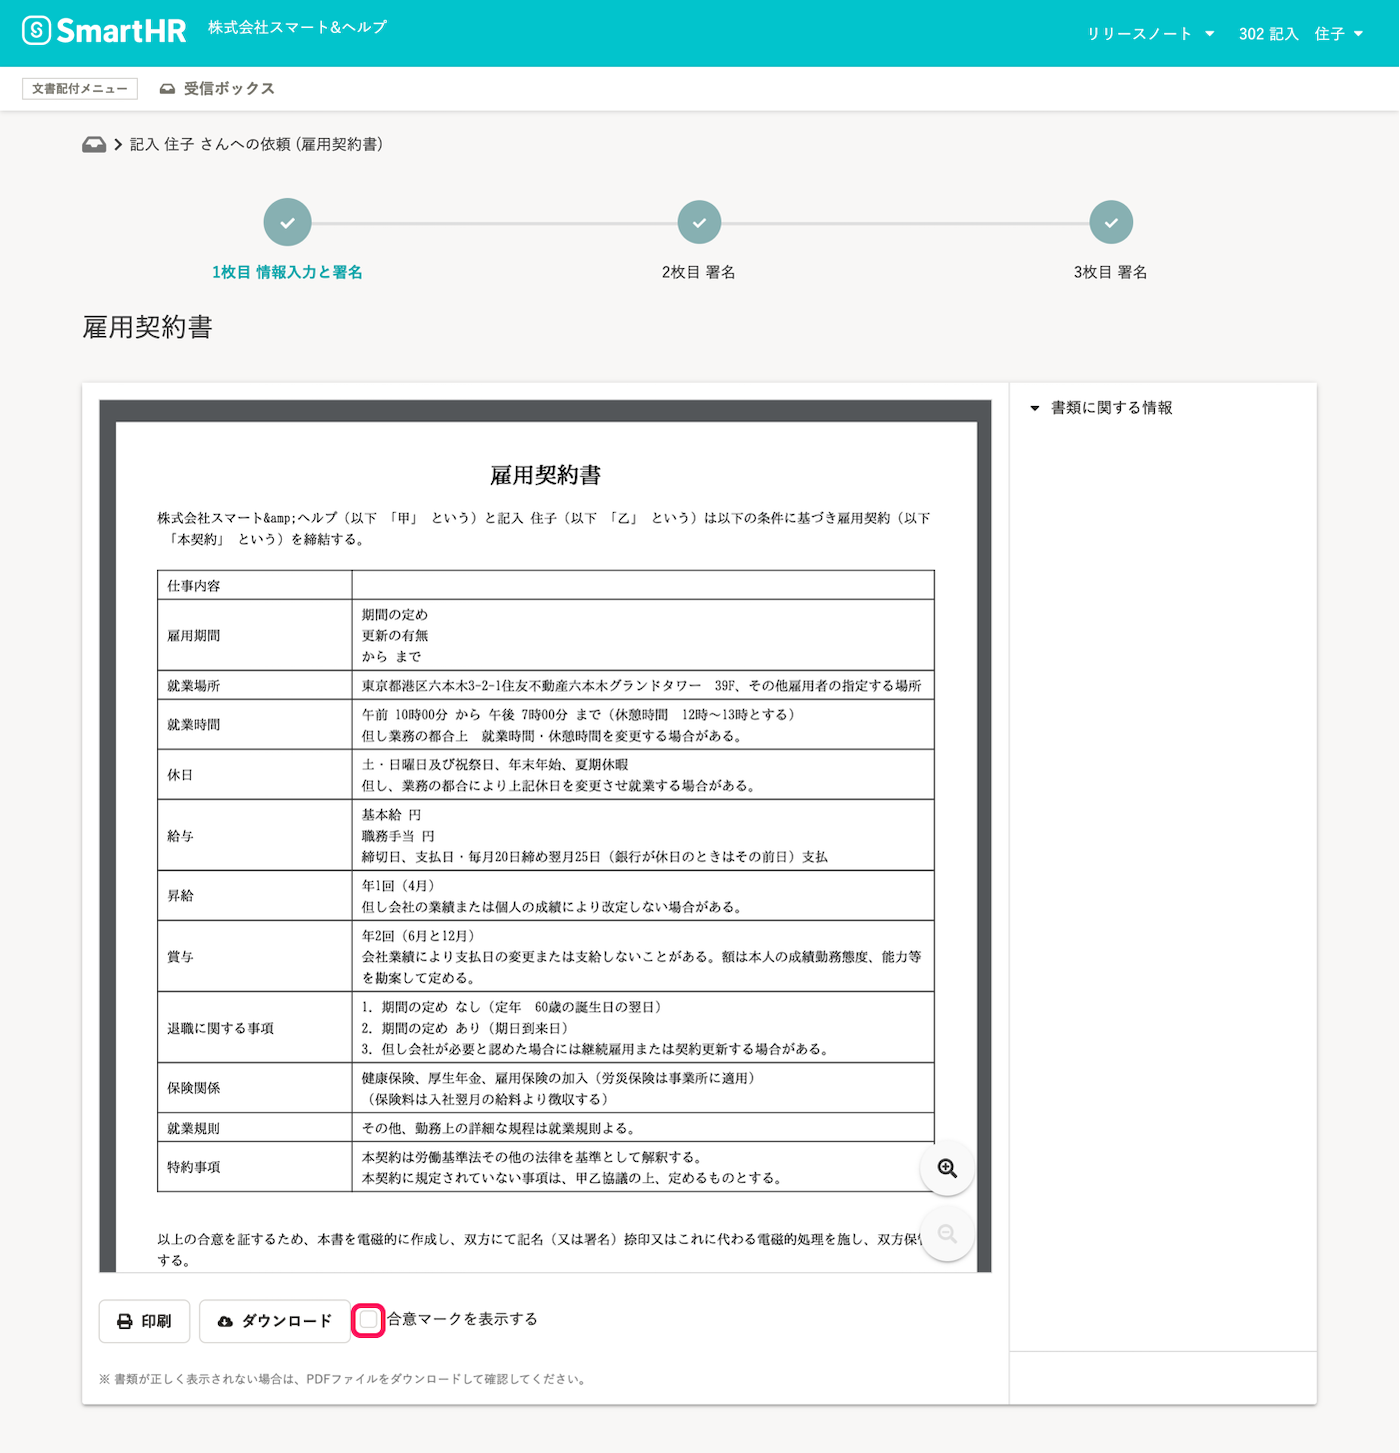 SmartHR 株式会社スマート&ヘルプ リリースノート 302 記入 住子
文書配付メニュー 受信ボックス
記入 住子 さんへの依頼 (雇用契約書)
1枚目 情報入力と署名 2枚目 署名 3枚目 署名
雇用契約書
書類に関する情報
雇用契約書
株式会社スマート&amp;ヘルプ（以下 「甲」 という）と記入 住子（以下 「乙」 という）は以下の条件に基づき雇用契約（以下
「本契約」 という）を締結する。
仕事内容
雇用期間
期間の定め
更新の有無
から まで
就業場所 東京都港区六本木3-2-1住友不動産六本木グランドタワー 39F、その他雇用者の指定する場所
就業時間
午前 10時00分 から 午後 7時00分 まで（休憩時間 12時～13時とする）
但し業務の都合上 就業時間・休憩時間を変更する場合がある。
休日
土・日曜日及び祝祭日、年末年始、夏期休暇
但し、業務の都合により上記休日を変更させ就業する場合がある。
給与
基本給 円
職務手当 円
締切日、支払日・毎月20日締め翌月25日（銀行が休日のときはその前日）支払
昇給
年1回（4月）
但し会社の業績または個人の成績により改定しない場合がある。
賞与
年2回（6月と12月）
会社業績により支払日の変更または支給しないことがある。額は本人の成績勤務態度、能力等
を勘案して定める。
退職に関する事項
1. 期間の定め なし（定年 60歳の誕生日の翌日）
2. 期間の定め あり（期日到来日）
3. 但し会社が必要と認めた場合には継続雇用または契約更新する場合がある。
保険関係
健康保険、厚生年金、雇用保険の加入（労災保険は事業所に適用）
（保険料は入社翌月の給料より徴収する）
就業規則 その他、勤務上の詳細な規程は就業規則よる。
特約事項
本契約は労働基準法その他の法律を基準として解釈する。
本契約に規定されていない事項は、甲乙協議の上、定めるものとする。
以上の合意を証するため、本書を電磁的に作成し、双方にて記名（又は署名）捺印又はこれに代わる電磁的処理を施し、双方保
する。
印刷 ダウンロード 合意マークを表示する
※ 書類が正しく表示されない場合は、PDFファイルをダウンロードして確認してください。